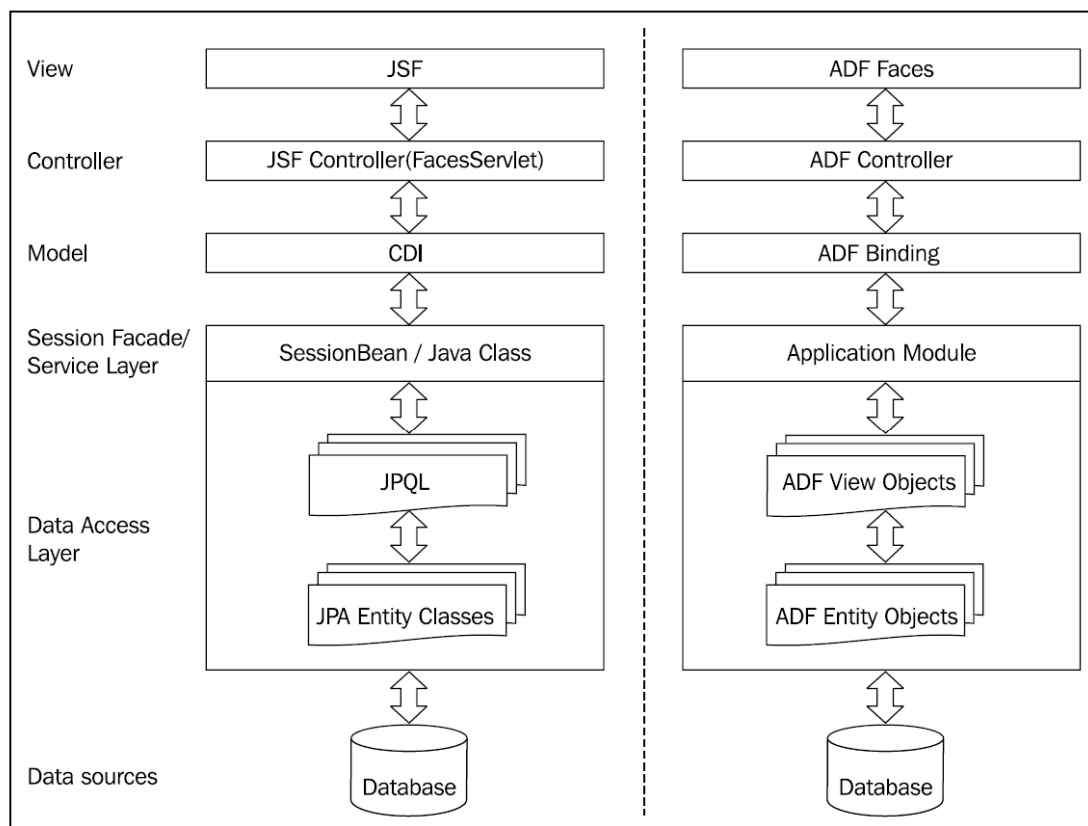 View
JSF
ADF Faces
Controller
JSF Controller(FacesServlet)
ADF Controller
Model
CDI
ADF Binding
Session Facade/
Service Layer
SessionBean / Java Class
Application Module
JPQL
ADF View Objects
Data Access
Layer
JPA Entity Classes
ADF Entity Objects
Data sources
Database
Database